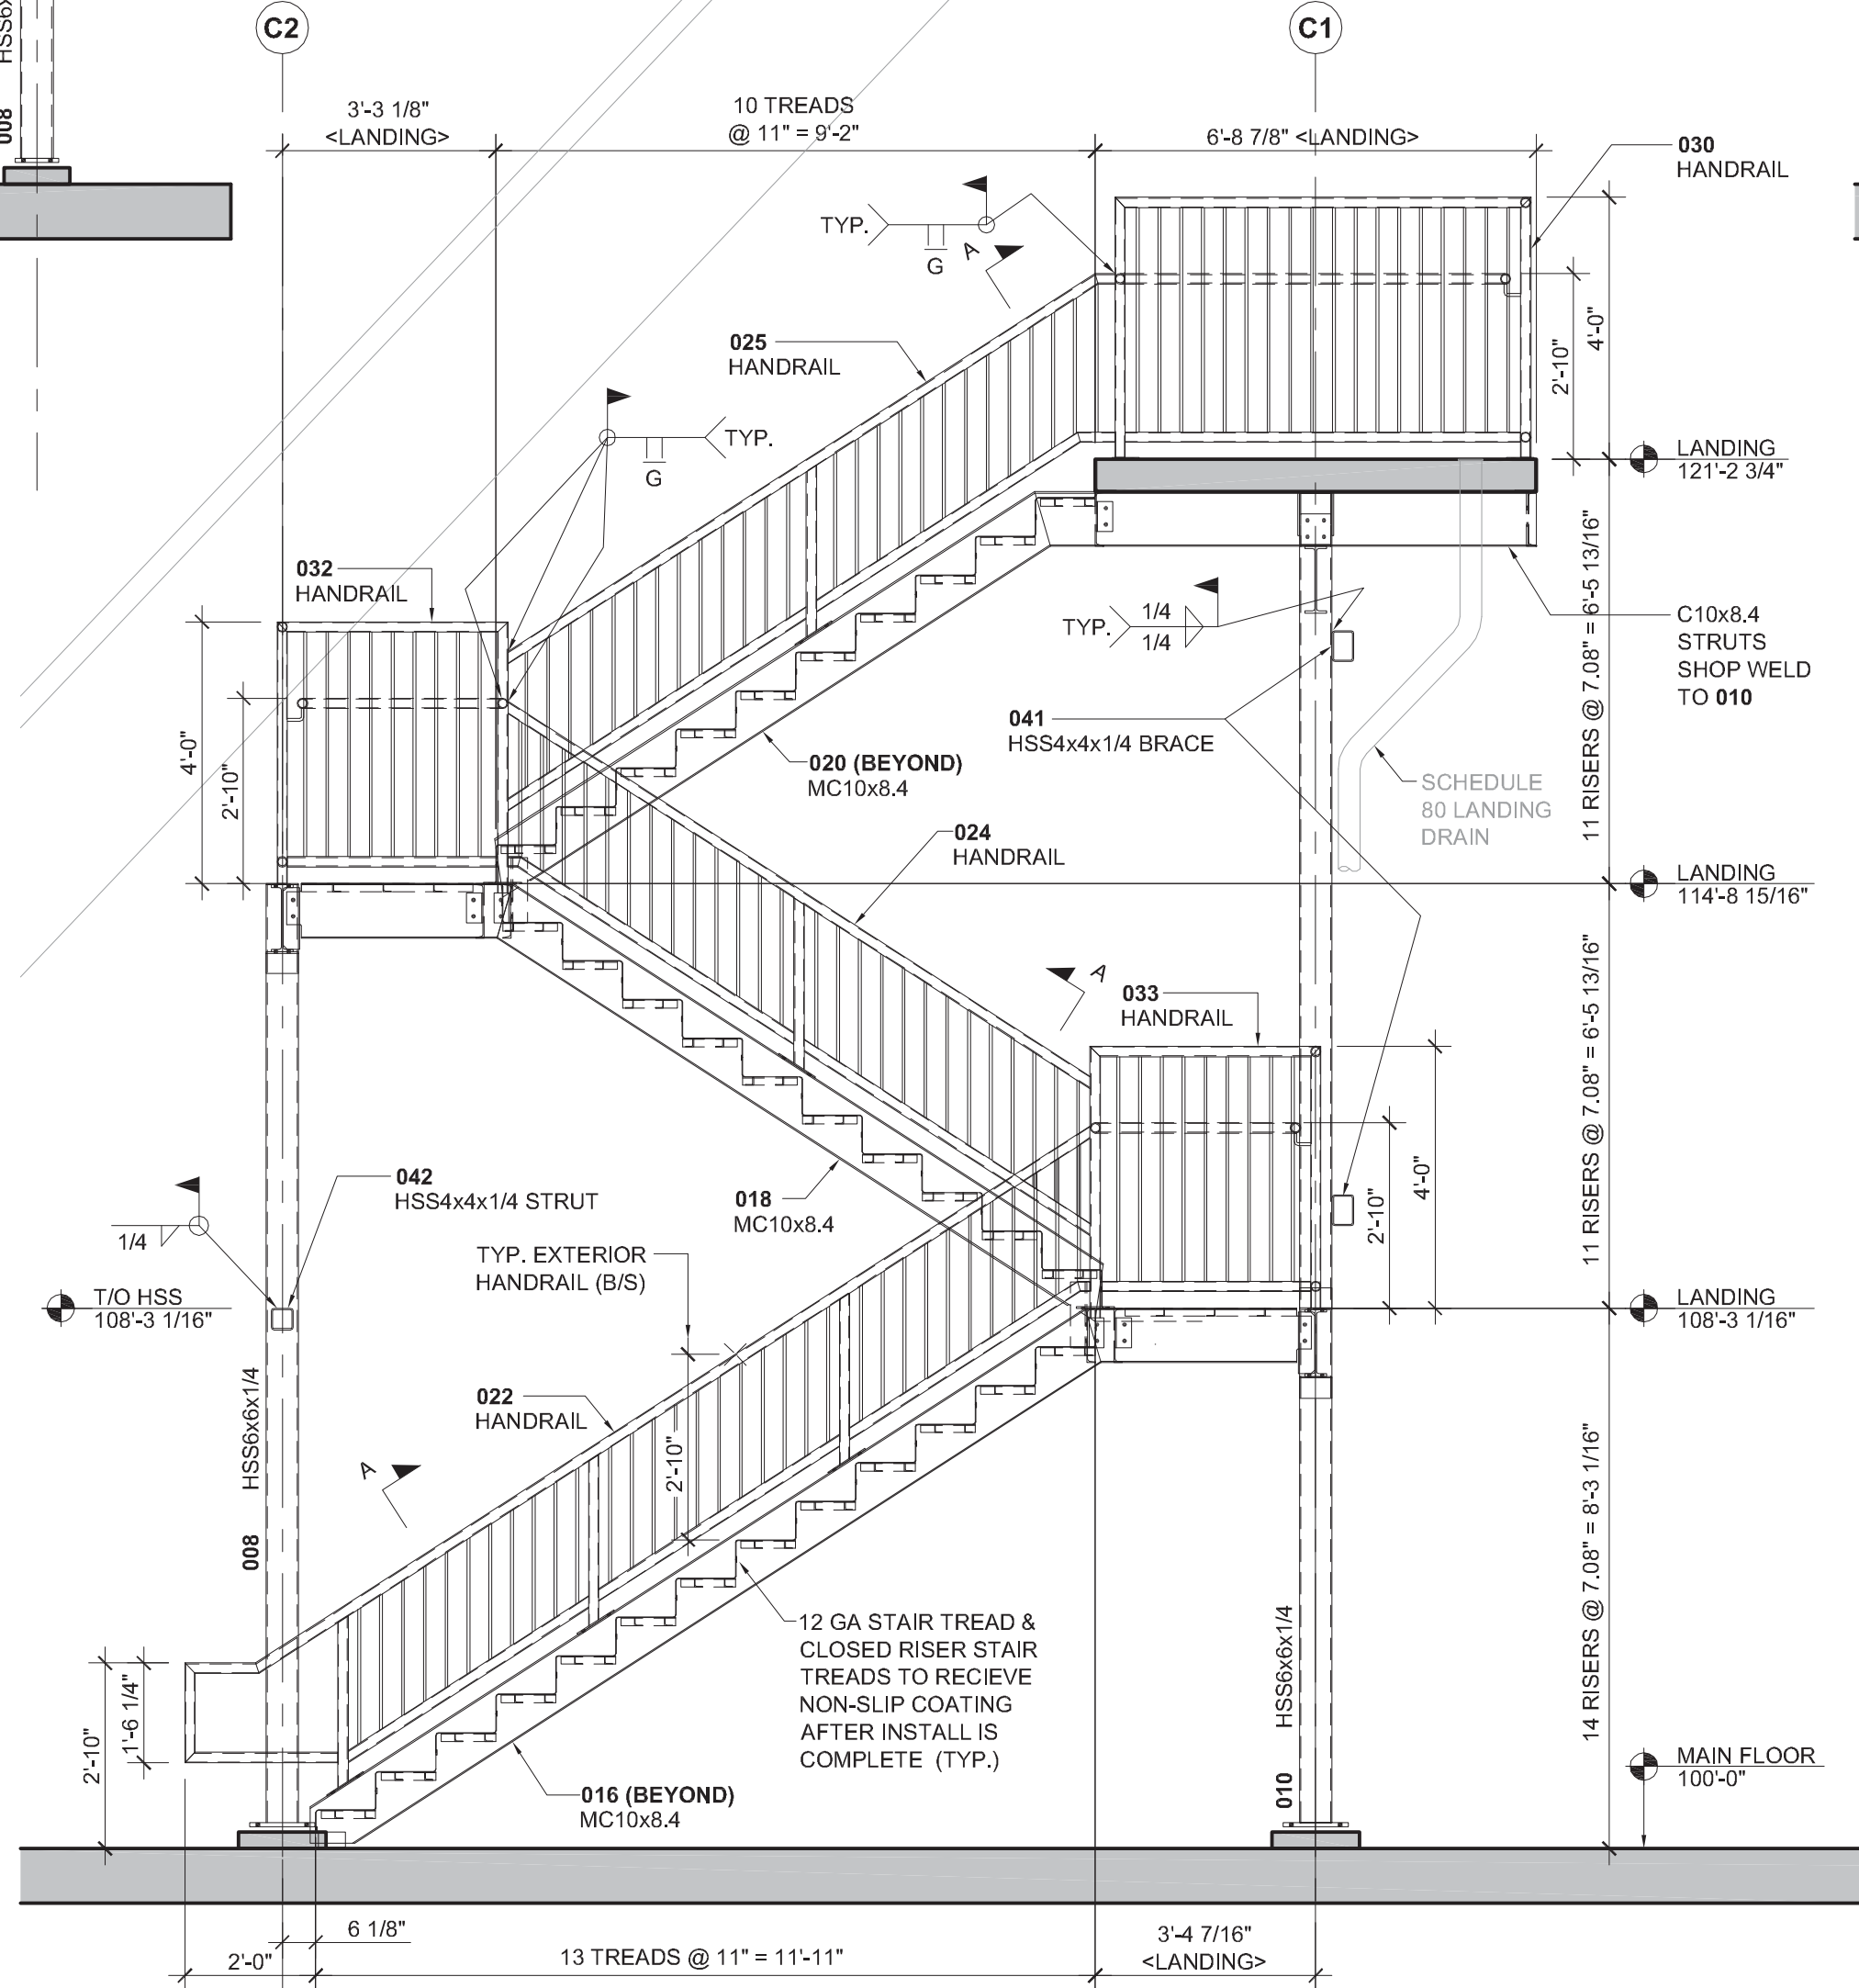 HSS6x
008
C2
C1
3'-3 1/8"
<LANDING>
10 TREADS
@ 11" = 9'-2"
6'-8 7/8" <LANDING>
030
HANDRAIL
TYP.
G
A
4'-0"
2'-10"
025
HANDRAIL
TYP.
G
LANDING
121'-2 3/4"
032
HANDRAIL
TYP.
1/4
1/4
C10x8.4
STRUTS
SHOP WELD
TO 010
11 RISERS @ 7.08" = 6'-5 13/16"
4'-0"
2'-10"
041
HSS4x4x1/4 BRACE
020 (BEYOND)
MC10x8.4
SCHEDULE
80 LANDING
DRAIN
024
HANDRAIL
LANDING
114'-8 15/16"
A
033
HANDRAIL
11 RISERS @ 7.08" = 6'-5 13/16"
4'-0"
2'-10"
042
HSS4x4x1/4 STRUT
1/4
018
MC10x8.4
TYP. EXTERIOR
HANDRAIL (B/S)
T/O HSS
108'-3 1/16"
LANDING
108'-3 1/16"
HSS6x6x1/4
008
022
HANDRAIL
2'-10"
A
14 RISERS @ 7.08" = 8'-3 1/16"
12 GA STAIR TREAD &
CLOSED RISER STAIR
TREADS TO RECIEVE
NON-SLIP COATING
AFTER INSTALL IS
COMPLETE (TYP.)
HSS6x6x1/4
010
2'-10"
1'-6 1/4"
MAIN FLOOR
100'-0"
016 (BEYOND)
MC10x8.4
6 1/8"
2'-0"
13 TREADS @ 11" = 11'-11"
3'-4 7/16"
<LANDING>